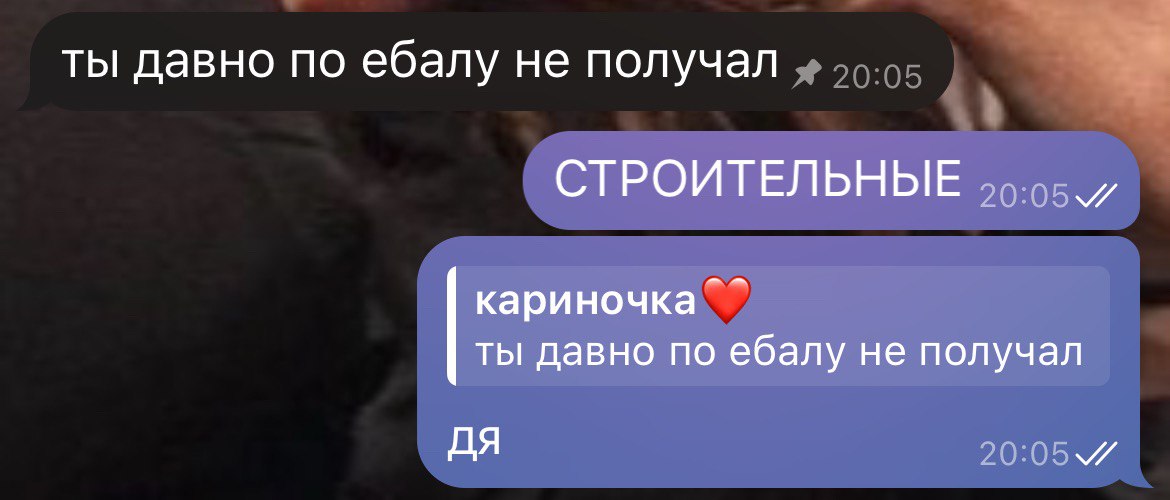 ты давно по ебалу не получал 20:05
СТРОИТЕЛЬНЫЕ 20:05
кариночка❤️
ты давно по ебалу не получал
дя 20:05